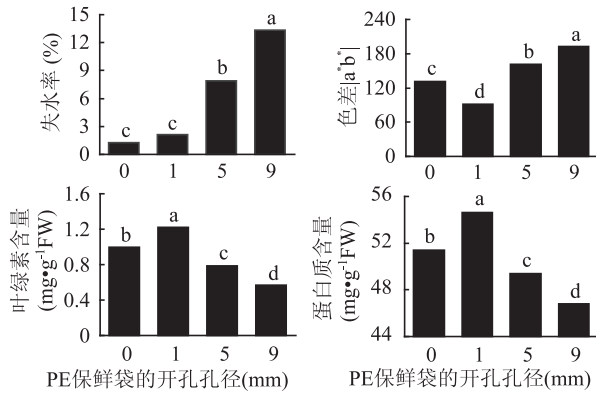 失水率 (%)
15
12
9
6
3
0
c
c
b
a
0 1 5 9
色差|a*b*|
240
180
120
60
0
c
d
b
a
0 1 5 9
叶绿素含量
(mg•g-1FW)
1.6
1.2
0.8
0.4
0
b
a
c
d
0 1 5 9
PE保鲜袋的开孔孔径(mm)
蛋白质含量
(mg•g-1FW)
56
52
48
44
b
a
c
d
0 1 5 9
PE保鲜袋的开孔孔径(mm)